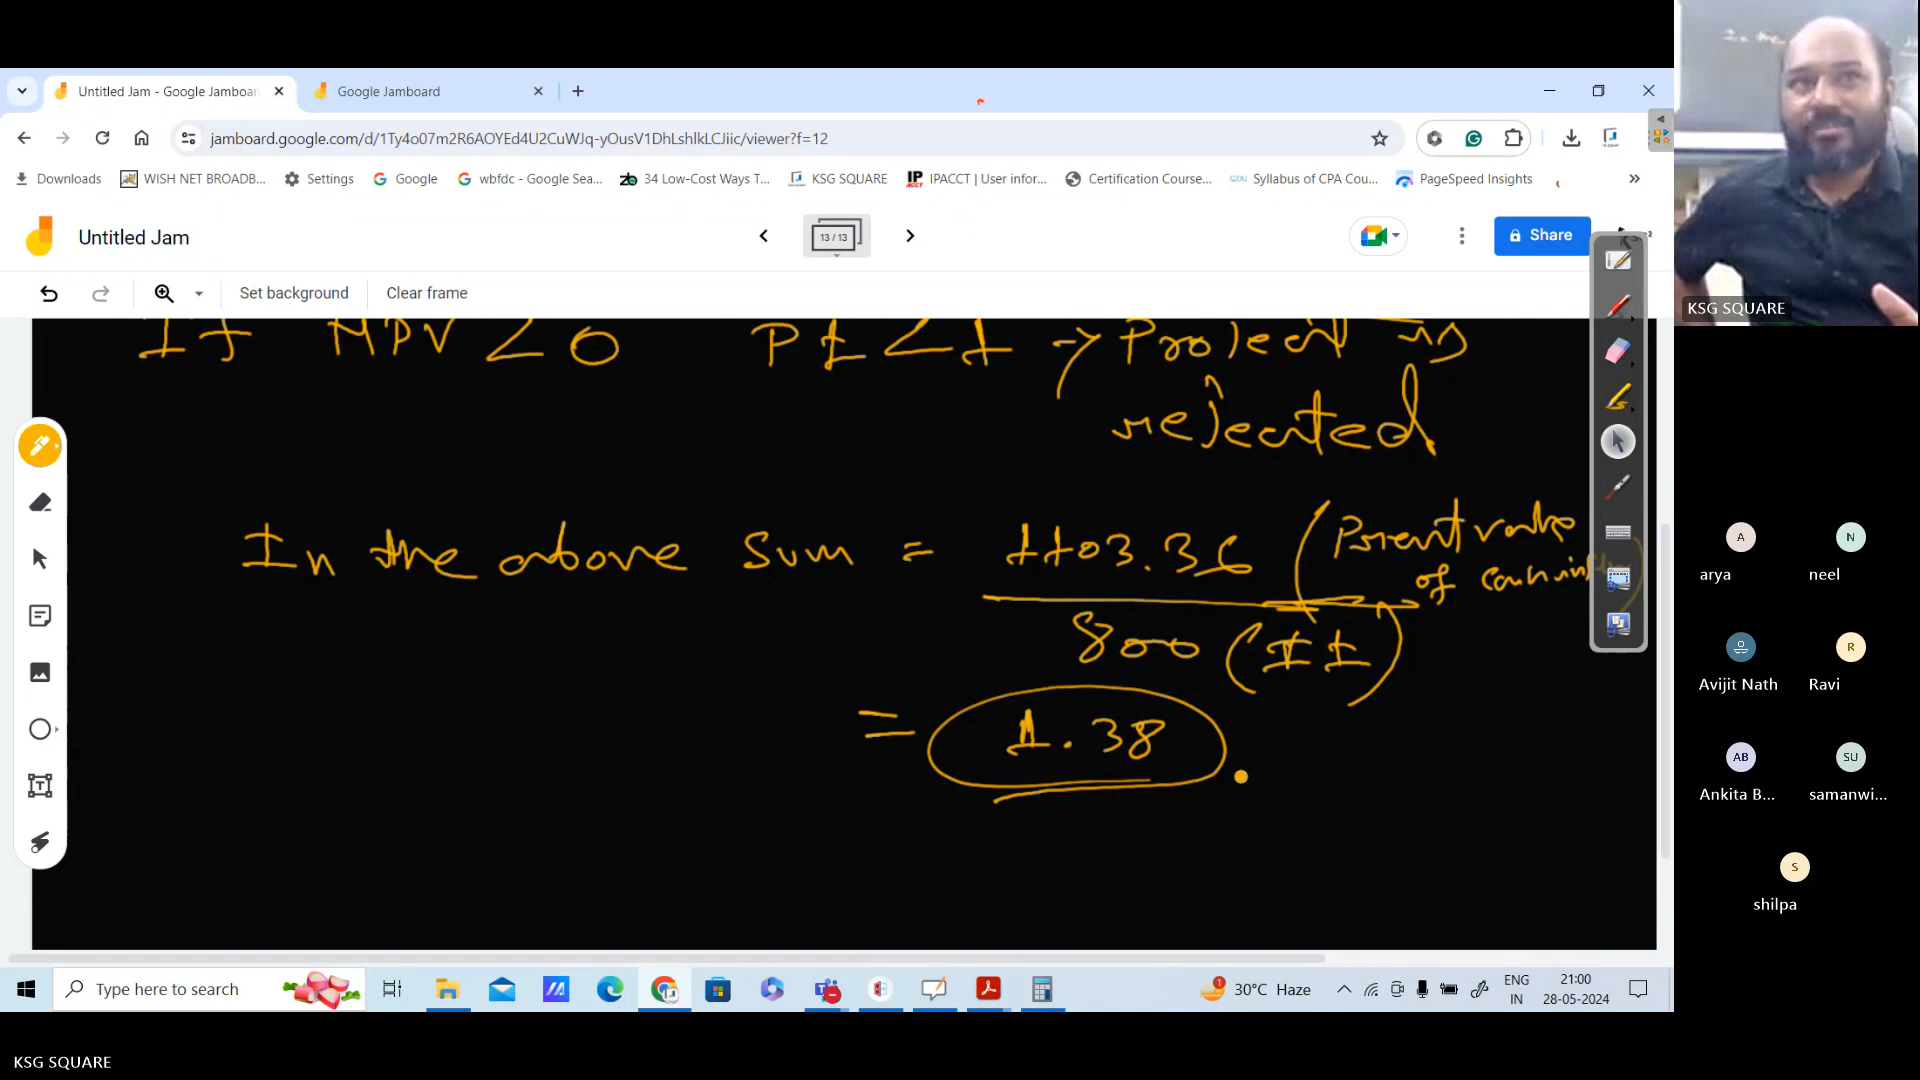 Untitled Jam - Google Jamboar
Google Jamboard
jamboard.google.com/d/1Ty4o07m2R6AOYEd4U2CuWJq-yOusV1DhLshlkLCJiic/viewer?f=12
Downloads WISH NET BROADB... Settings Google wbfdc - Google Sea... 34 Low-Cost Ways T... KSG SQUARE IPACCT | User infor... Certification Course... Syllabus of CPA Cou... PageSpeed Insights
Untitled Jam
13 / 13
Share
Set background Clear frame
If NPV < 0 PI < 1 → Project is
rejected
In the above sum = 1103.36 (Present value
of cash
800 (II)
= 1.38
KSG SQUARE
A N
arya neel
R
Avijit Nath Ravi
AB SU
Ankita B... samanwi...
S
shilpa
Type here to search
1 30°C Haze
ENG
IN
21:00
28-05-2024
KSG SQUARE